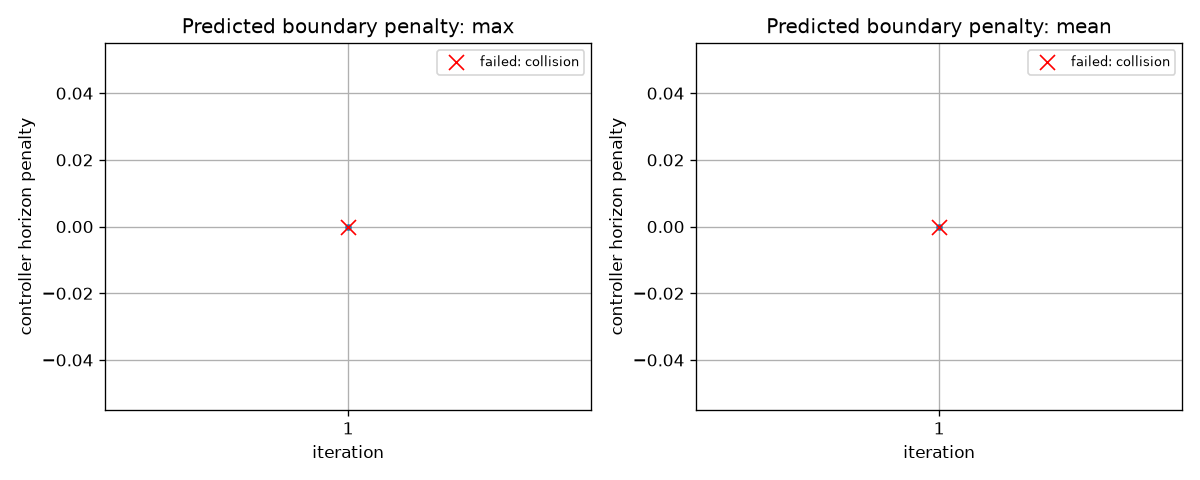 Predicted boundary penalty: max
failed: collision
controller horizon penalty
0.04
0.02
0.00
−0.02
−0.04
1
iteration
Predicted boundary penalty: mean
failed: collision
controller horizon penalty
0.04
0.02
0.00
−0.02
−0.04
1
iteration